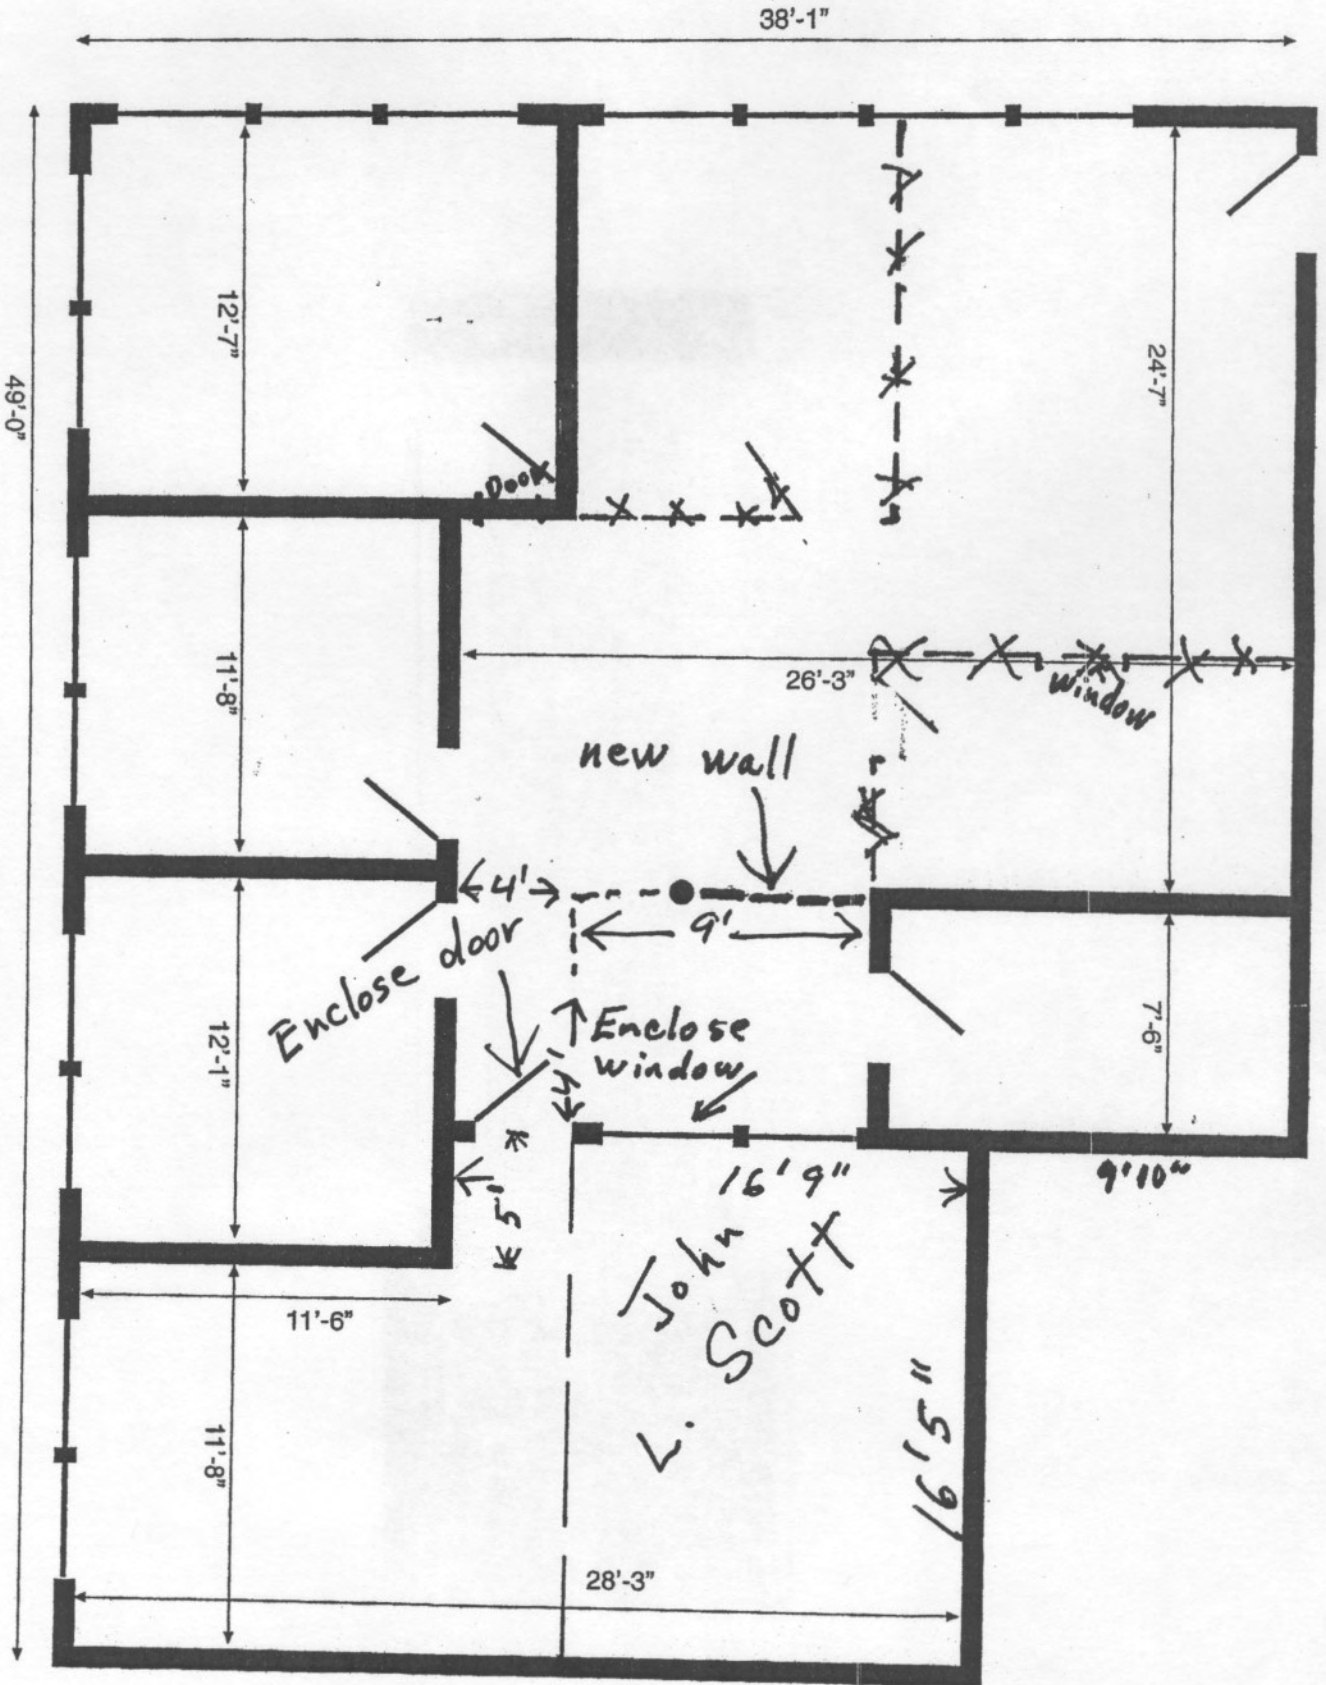 38'-1"
49'-0"
12'-7"
24'-7"
Door
11'-8"
26'-3"
window
new wall
4'
9'
Enclose door
12'-1"
7'-6"
Enclose
window
4'
5'
16' 9"
9'10"
John
L. Scott
11'-6"
16'5"
11'-8"
28'-3"